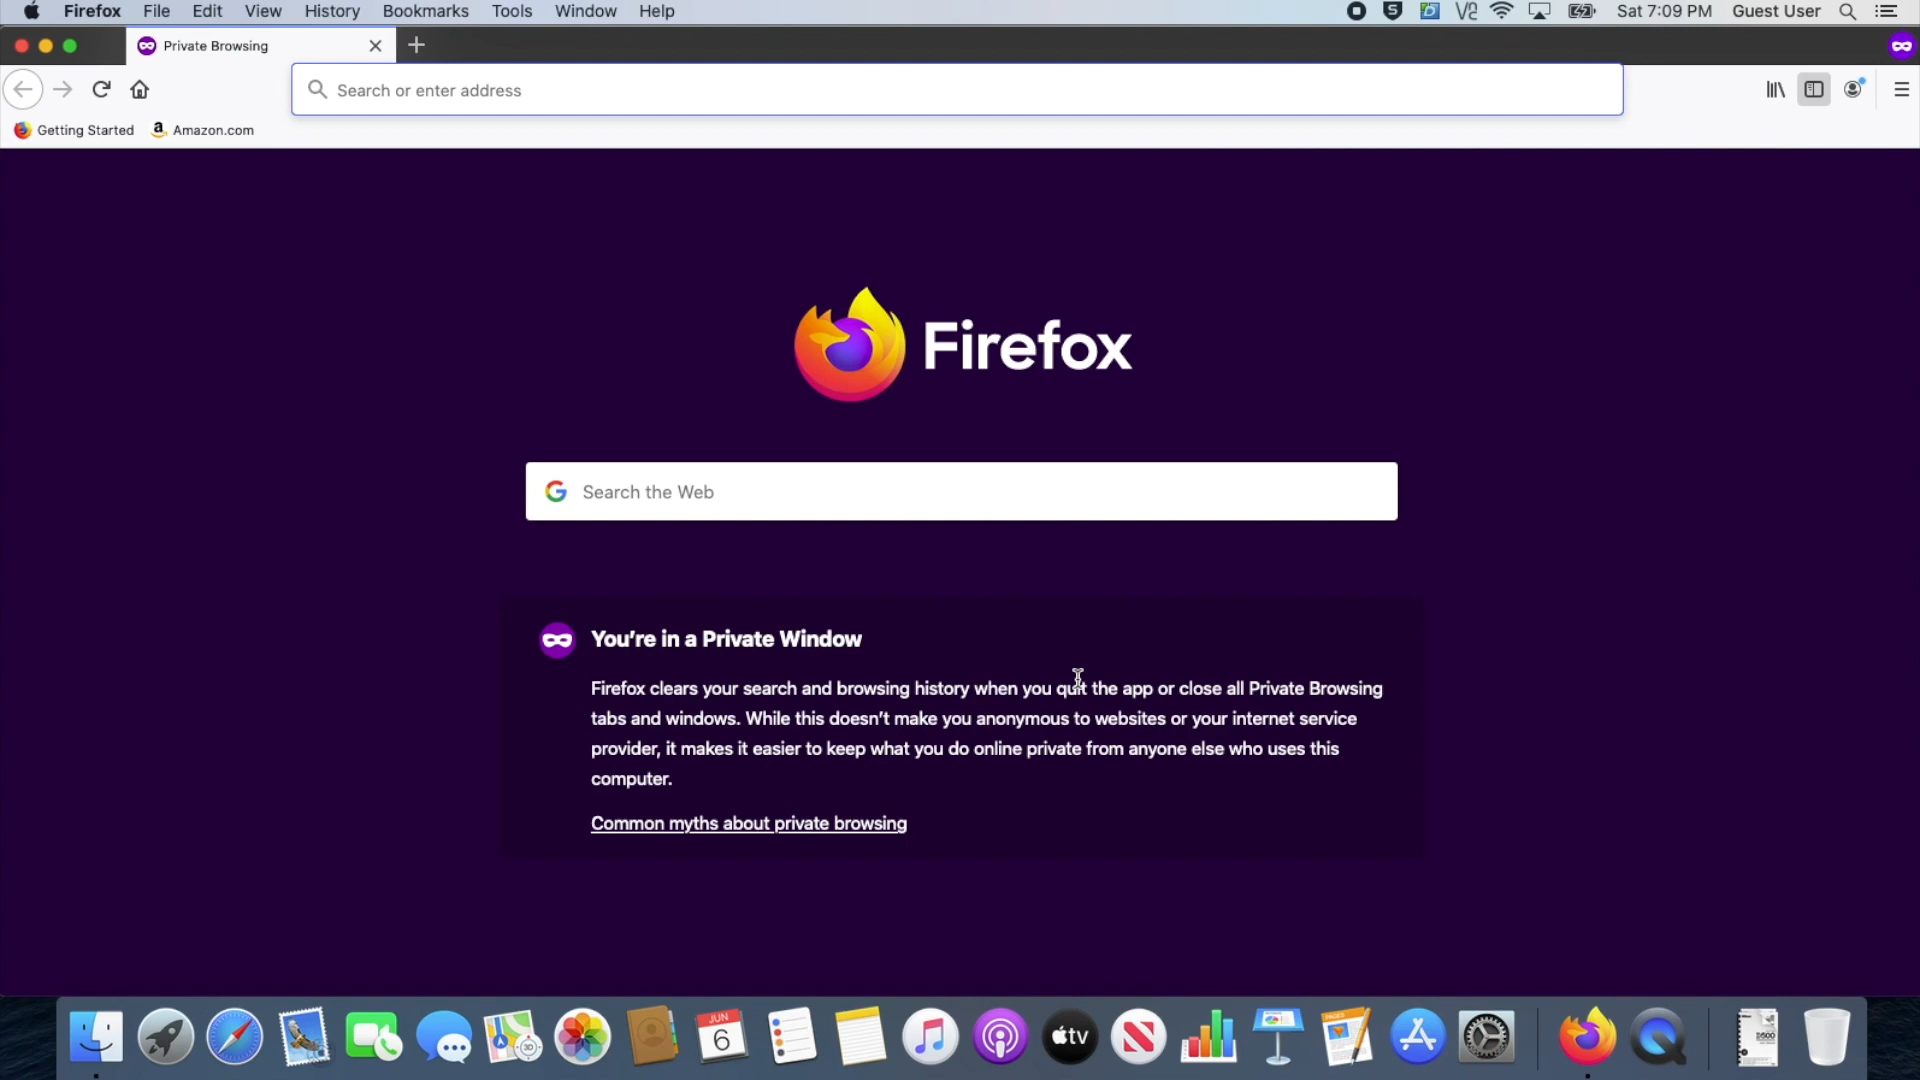 Firefox File Edit View History Bookmarks Tools Window Help Sat 7:09 PM Guest User
Private Browsing
Search or enter address
Getting Started Amazon.com
Firefox
Search the Web
You're in a Private Window
Firefox clears your search and browsing history when you quit the app or close all Private Browsing
tabs and windows. While this doesn't make you anonymous to websites or your internet service
provider, it makes it easier to keep what you do online private from anyone else who uses this
computer.
Common myths about private browsing
JUN
6
3D
tv
PAGES